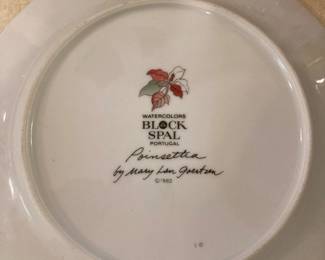 WATERCOLORS
BLOCK
SPAL
PORTUGAL
Poinsettia
by Mary Lou Goertzen